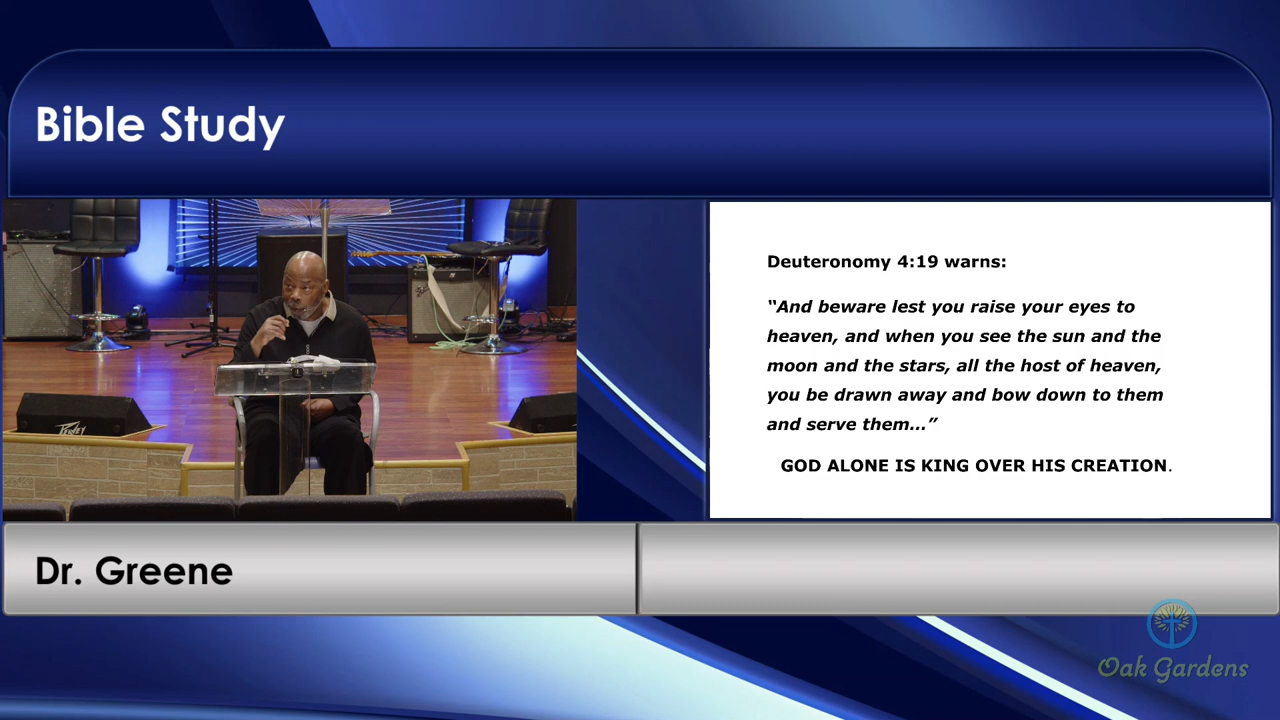 Bible Study
Deuteronomy 4:19 warns:
“And beware lest you raise your eyes to
heaven, and when you see the sun and the
moon and the stars, all the host of heaven,
you be drawn away and bow down to them
and serve them...”
GOD ALONE IS KING OVER HIS CREATION.
PEAVEY
Dr. Greene
Oak Gardens